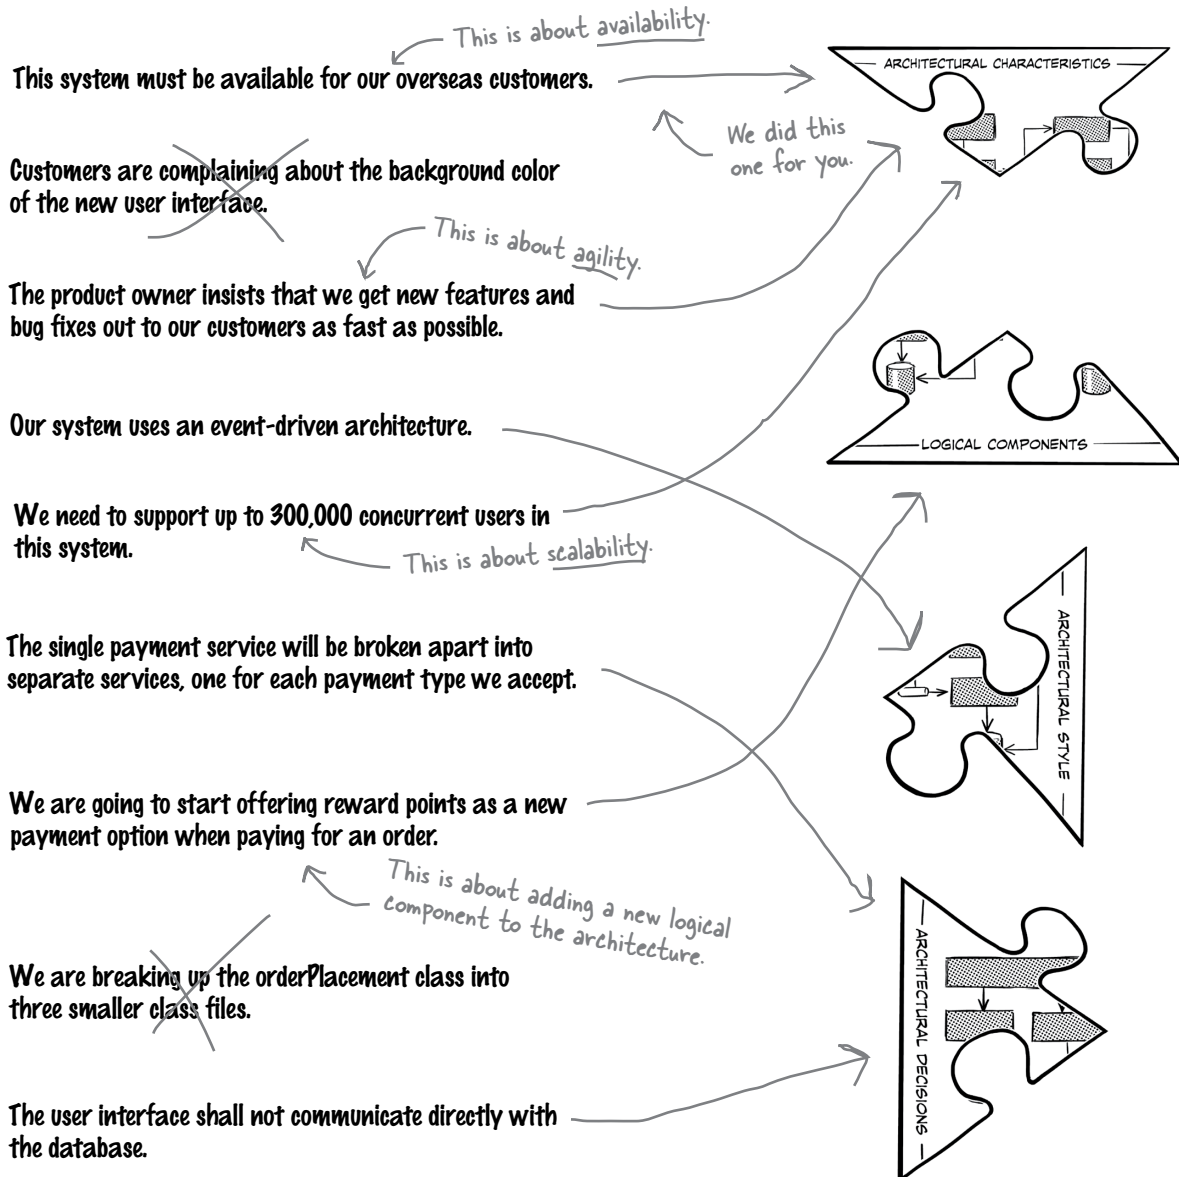 This is about availability.
This system must be available for our overseas customers.
ARCHITECTURAL CHARACTERISTICS
We did this
one for you.
Customers are complaining about the background color
of the new user interface.
This is about agility.
The product owner insists that we get new features and
bug fixes out to our customers as fast as possible.
Our system uses an event-driven architecture.
LOGICAL COMPONENTS
We need to support up to 300,000 concurrent users in
this system.
This is about scalability.
ARCHITECTURAL STYLE
The single payment service will be broken apart into
separate services, one for each payment type we accept.
We are going to start offering reward points as a new
payment option when paying for an order.
This is about adding a new logical
component to the architecture.
ARCHITECTURAL DECISIONS
We are breaking up the orderPlacement class into
three smaller class files.
The user interface shall not communicate directly with
the database.